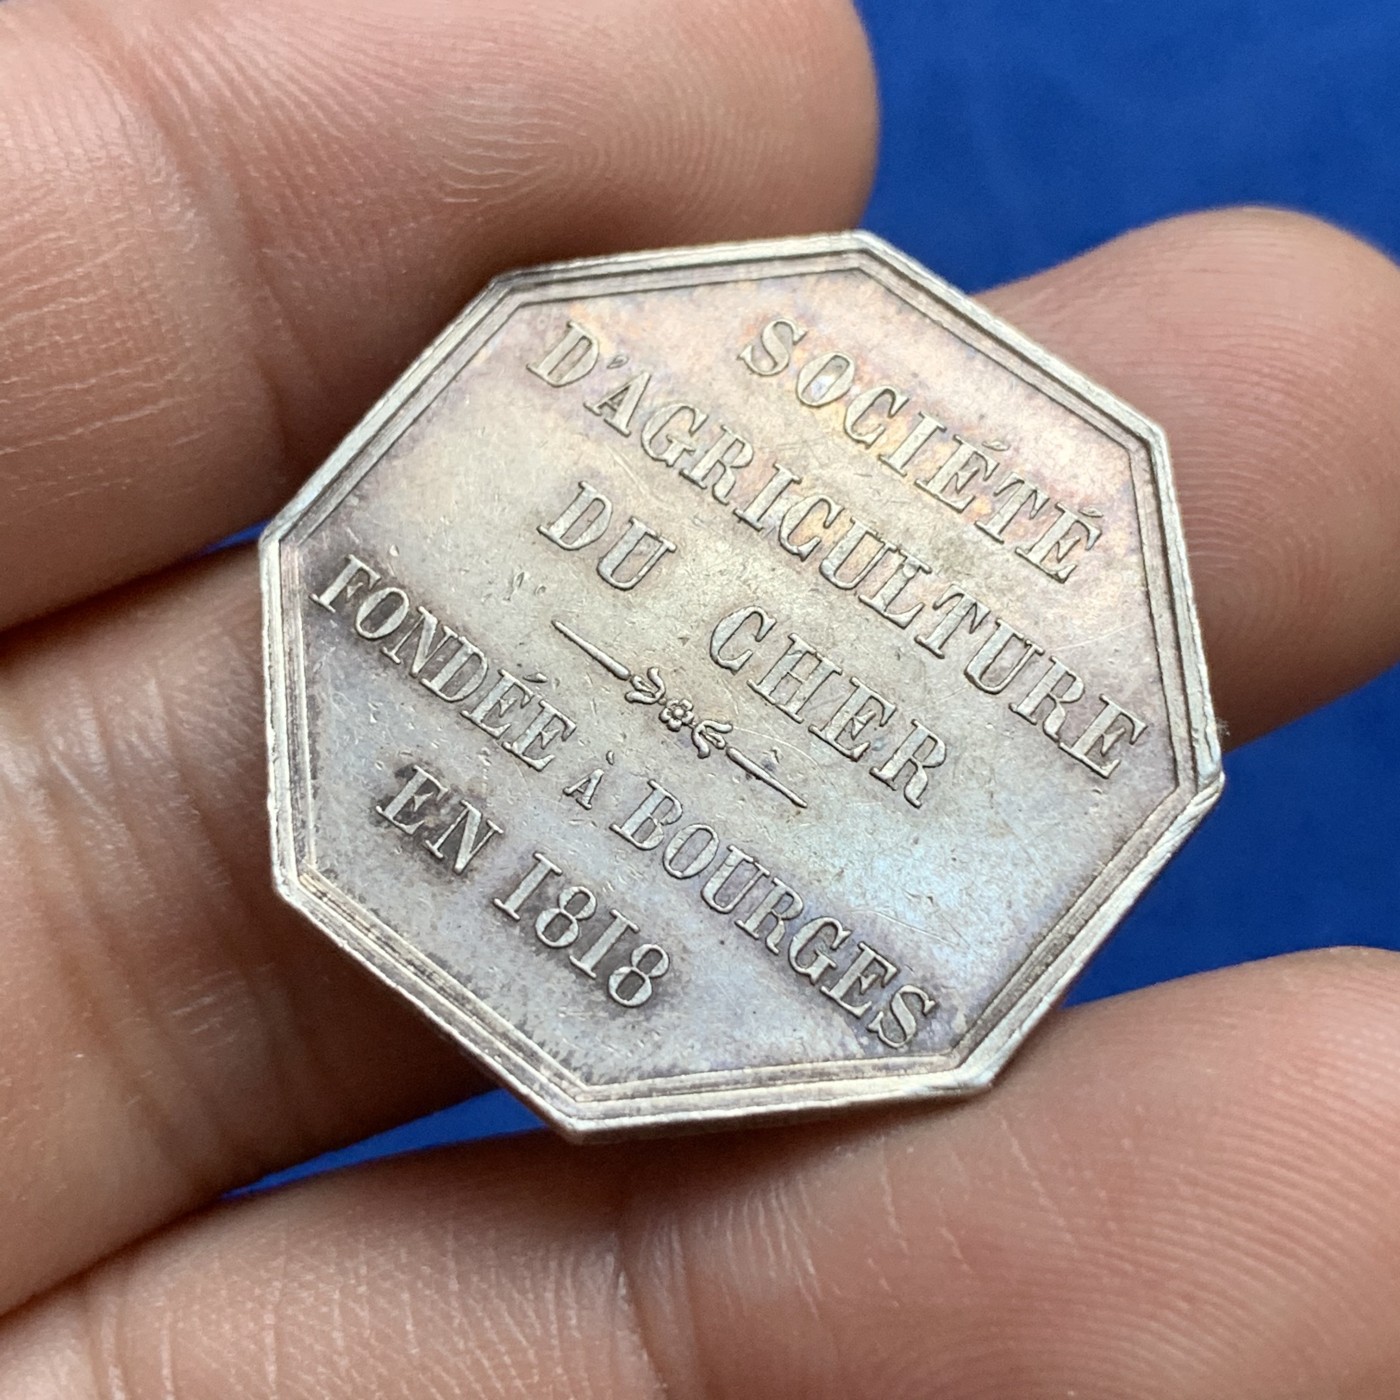 SOCIÉTÉ
D'AGRICULTURE
DU CHER
FONDÉE À BOURGES
EN 1818